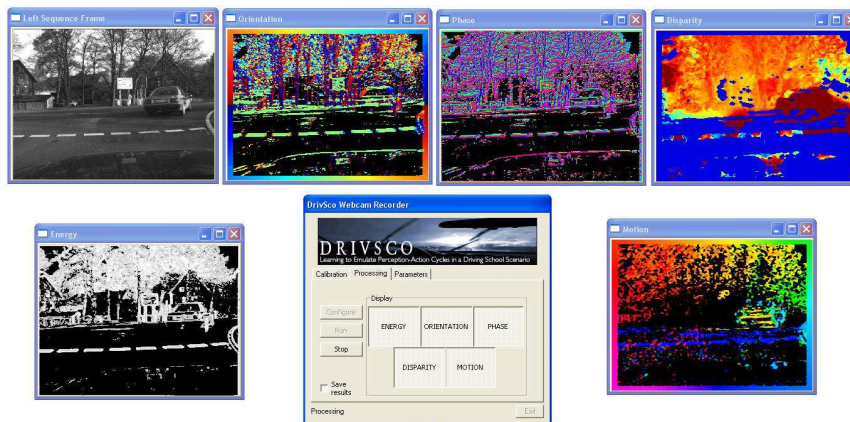 Left Sequence Frame
Orientation
Phase
Disparity
Energy
DrivSco Webcam Recorder
DRIVSCO
Learning to Emulate Perception-Action Cycles in a Driving School Scenario
Calibration Processing Parameters
Display
Configure
Run
Stop
ENERGY ORIENTATION PHASE
DISPARITY MOTION
Save
results
Processing
Exit
Motion